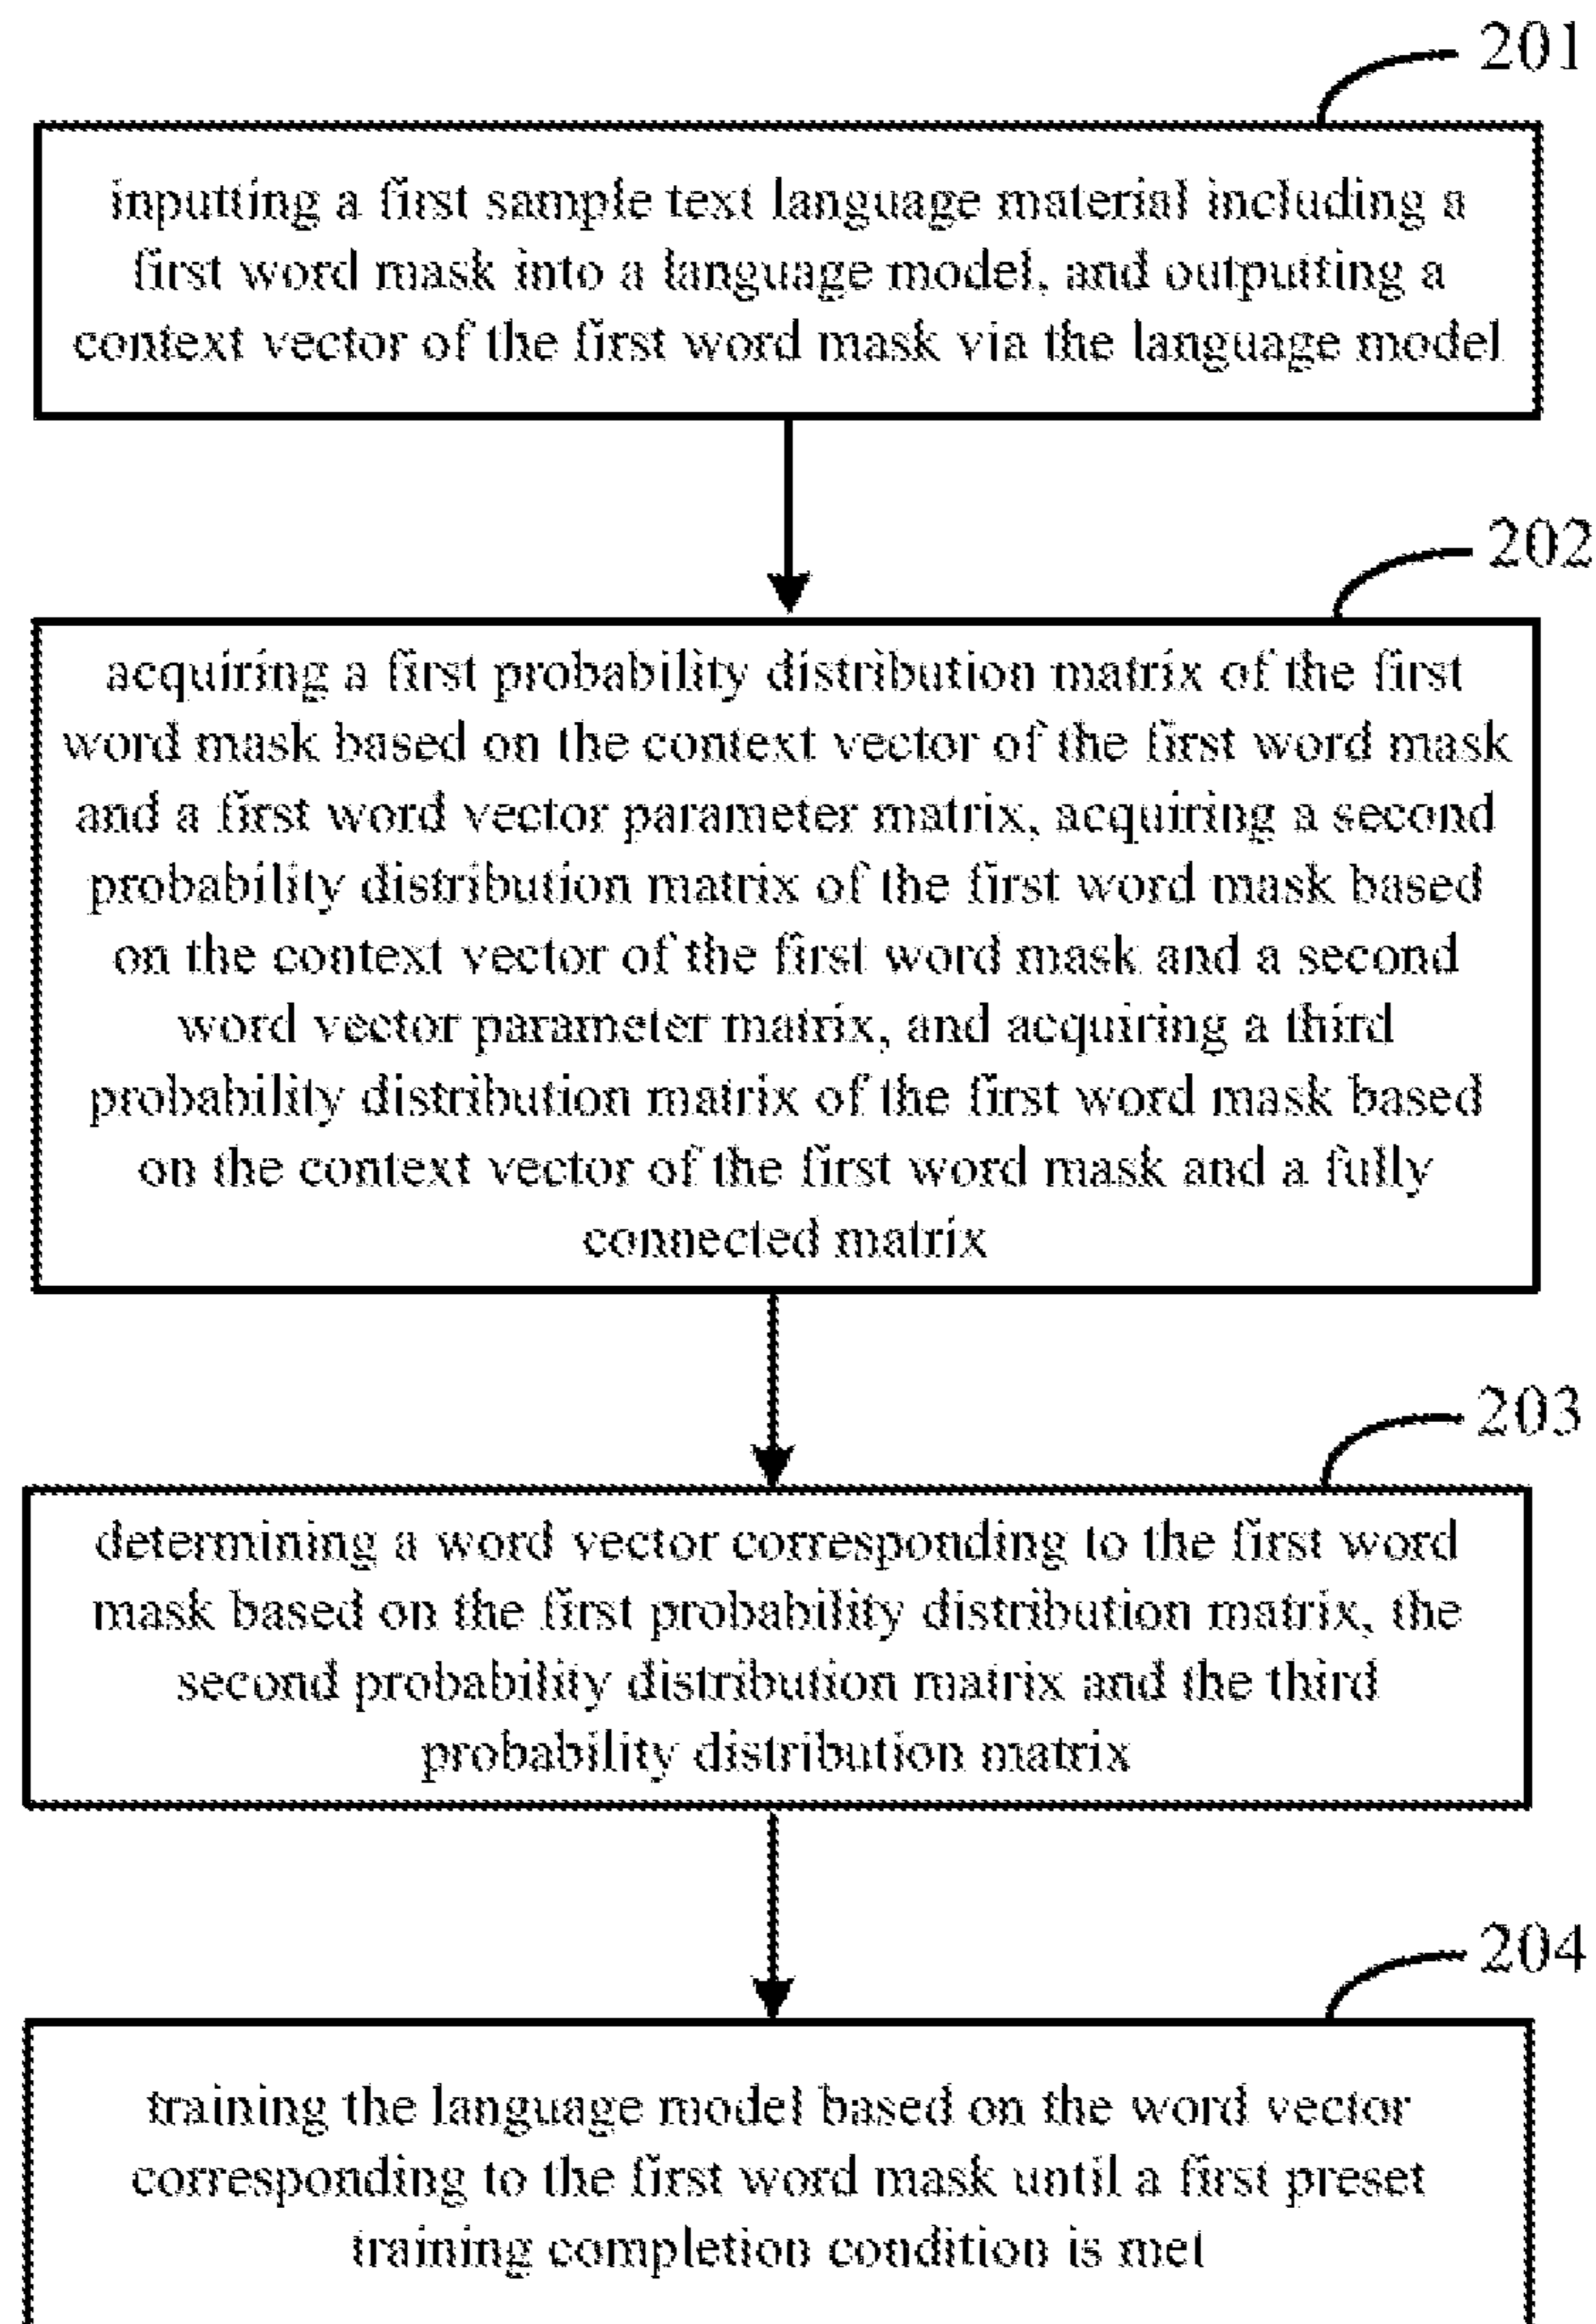 201
inputting a first sample text language material including a
first word mask into a language model, and outputting a
context vector of the first word mask via the language model
202
acquiring a first probability distribution matrix of the first
word mask based on the context vector of the first word mask
and a first word vector parameter matrix, acquiring a second
probability distribution matrix of the first word mask based
on the context vector of the first word mask and a second
word vector parameter matrix, and acquiring a third
probability distribution matrix of the first word mask based
on the context vector of the first word mask and a fully
connected matrix
203
determining a word vector corresponding to the first word
mask based on the first probability distribution matrix, the
second probability distribution matrix and the third
probability distribution matrix
204
training the language model based on the word vector
corresponding to the first word mask until a first preset
training completion condition is met